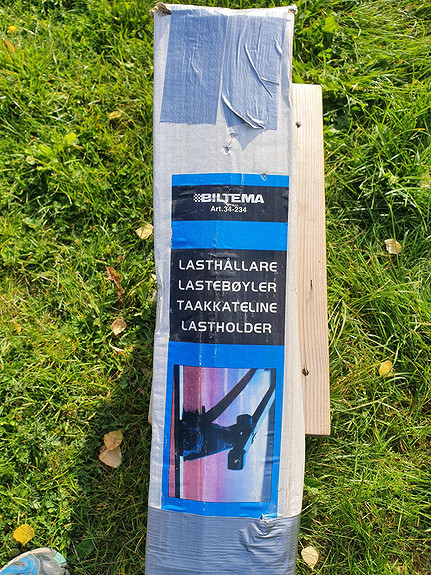 BILTEMA
Art.34-234
LASTHÅLLARE
LASTEBØYLER
TAAKKATELINE
LASTHOLDER